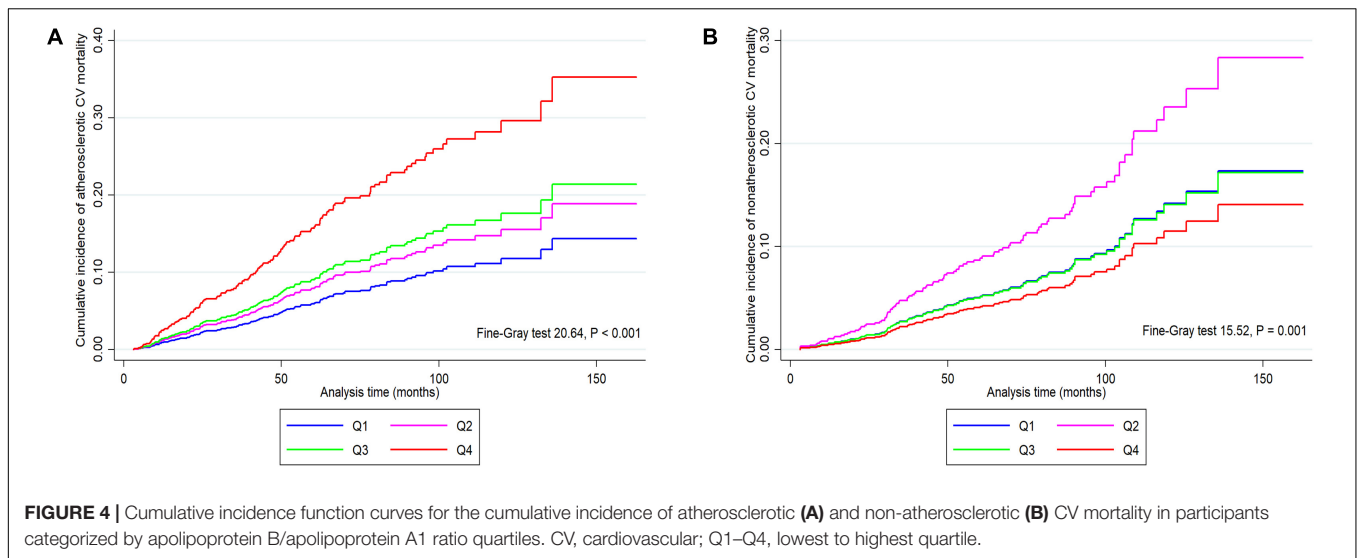 A
Cumulative incidence of atherosclerotic CV mortality
0.40
0.30
0.20
0.10
0.00
Fine-Gray test 20.64, P < 0.001
0 50 100 150
Analysis time (months)
Q1 Q2
Q3 Q4
B
Cumulative incidence of nonatherosclerotic CV mortality
0.30
0.20
0.10
0.00
Fine-Gray test 15.52, P = 0.001
0 50 100 150
Analysis time (months)
Q1 Q2
Q3 Q4
FIGURE 4 | Cumulative incidence function curves for the cumulative incidence of atherosclerotic (A) and non-atherosclerotic (B) CV mortality in participants
categorized by apolipoprotein B/apolipoprotein A1 ratio quartiles. CV, cardiovascular; Q1–Q4, lowest to highest quartile.